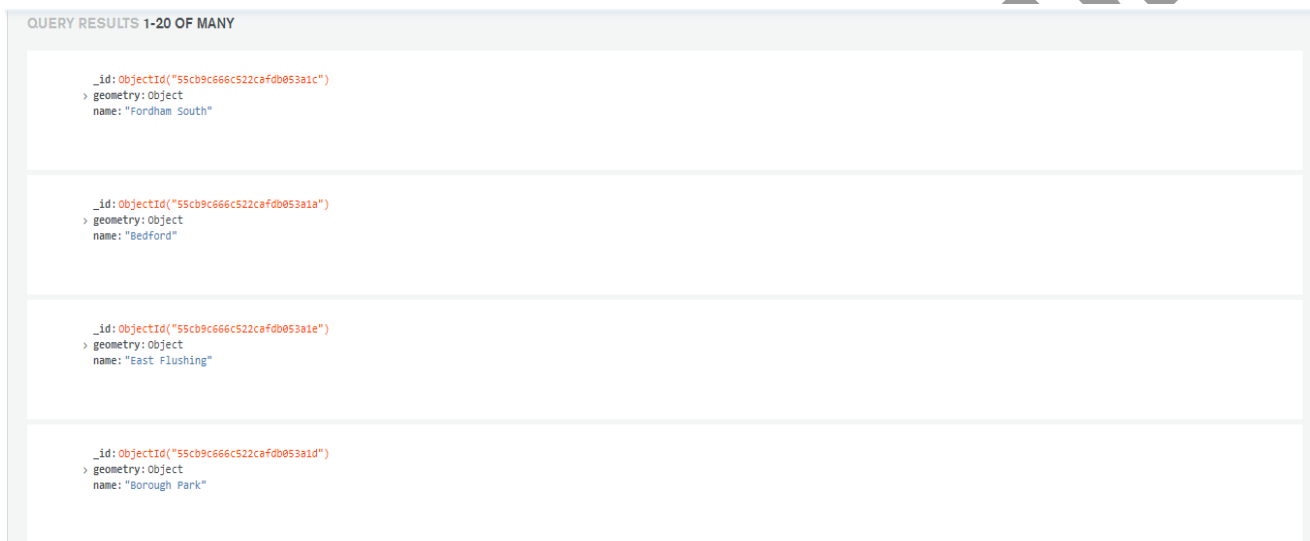 QUERY RESULTS 1-20 OF MANY
_id: ObjectId("55cb9c666c522cafdb053a1c")
> geometry: Object
name: "Fordham South"
_id: ObjectId("55cb9c666c522cafdb053a1a")
> geometry: Object
name: "Bedford"
_id: ObjectId("55cb9c666c522cafdb053a1e")
> geometry: Object
name: "East Flushing"
_id: ObjectId("55cb9c666c522cafdb053a1d")
> geometry: Object
name: "Borough Park"